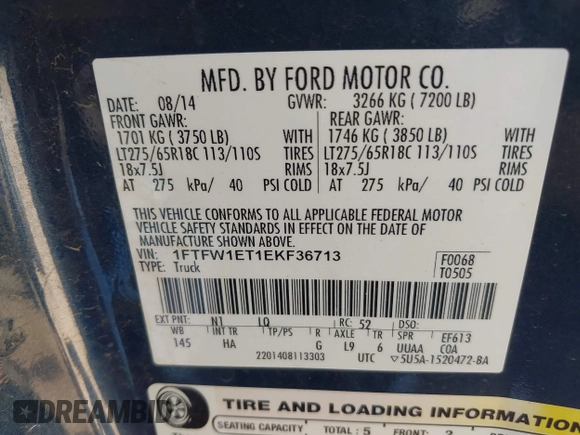 MFD. BY FORD MOTOR CO.
DATE: 08/14 GVWR: 3266 KG ( 7200 LB)
FRONT GAWR: REAR GAWR:
1701 KG ( 3750 LB) WITH 1746 KG ( 3850 LB) WITH
LT275/65R18C 113/110S TIRES LT275/65R18C 113/110S TIRES
18x7.5J RIMS 18x7.5J RIMS
AT 275 kPa/ 40 PSI COLD AT 275 kPa/ 40 PSI COLD
THIS VEHICLE CONFORMS TO ALL APPLICABLE FEDERAL MOTOR
VEHICLE SAFETY STANDARDS IN EFFECT ON THE DATE OF
MANUFACTURE SHOWN ABOVE.
VIN: 1FTFW1ET1EKF36713 F0068
TYPE: Truck T0505
EXT PNT: N1 LQ RC: 52 DSO:
WB INT TR TP/PS R AXLE TR SPR EF613
145 HA G L9 6 UUAA COA
2201408113303 UTC ▽5U5A-1520472-BA
TIRE AND LOADING INFORMATION
SEATING CAPACITY TOTAL : 5 FRONT: 2
DREAMBID